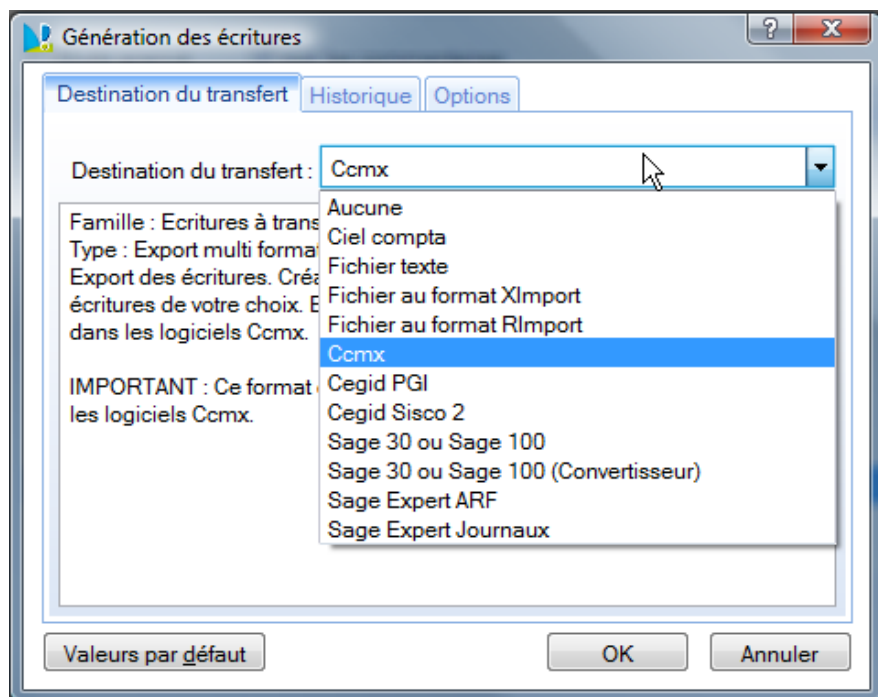 Génération des écritures
Destination du transfert Historique Options
Destination du transfert : Ccmx
Aucune
Ciel compta
Fichier texte
Fichier au format XImport
Fichier au format RImport
Ccmx
Cegid PGI
Cegid Sisco 2
Sage 30 ou Sage 100
Sage 30 ou Sage 100 (Convertisseur)
Sage Expert ARF
Sage Expert Journaux
Famille : Ecritures à trans
Type : Export multi forma
Export des écritures. Créa
écritures de votre choix. E
dans les logiciels Ccmx.
IMPORTANT : Ce format
les logiciels Ccmx.
Valeurs par défaut OK Annuler